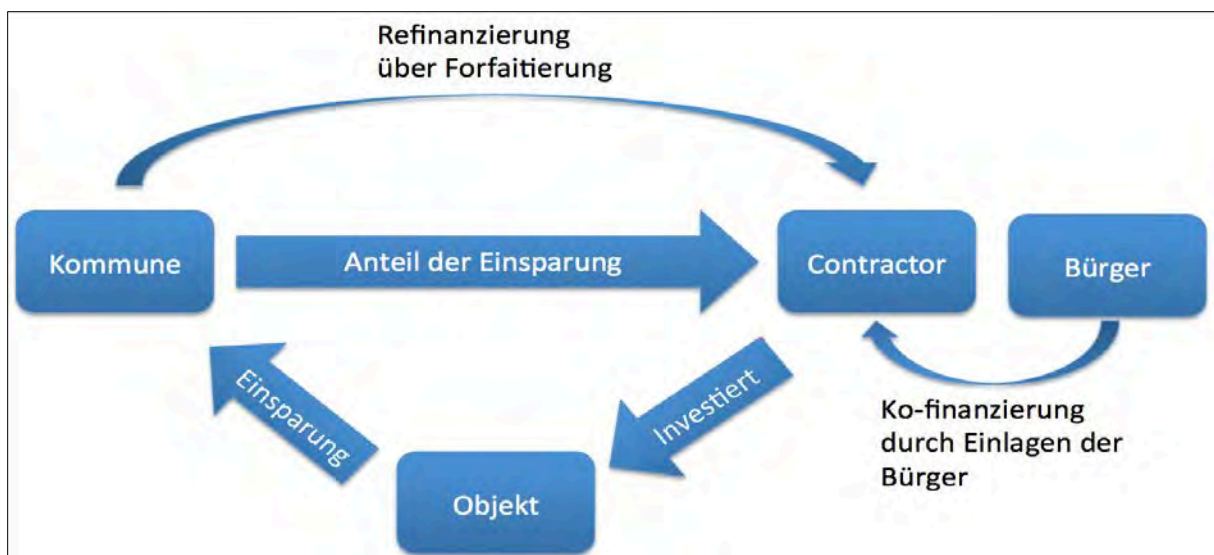 Refinanzierung
über Forfaitierung
Kommune
Anteil der Einsparung
Contractor
Bürger
Einsparung
Investiert
Ko-finanzierung
durch Einlagen der
Bürger
Objekt